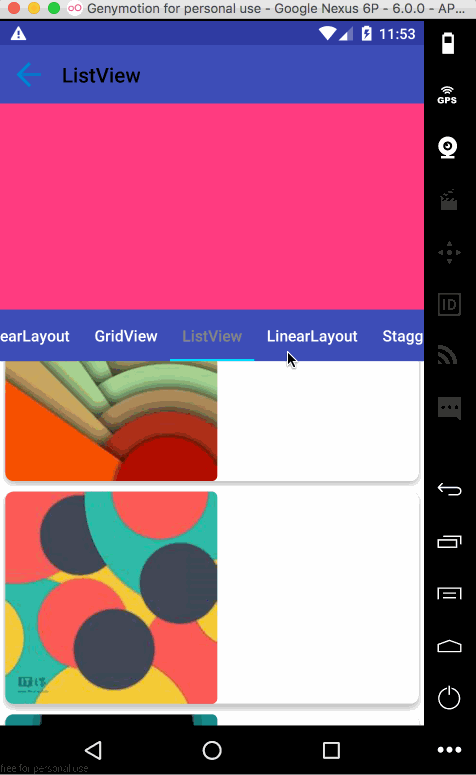 Genymotion for personal use - Google Nexus 6P - 6.0.0 - AP...
11:53
ListView
GPS
earLayout GridView ListView LinearLayout Stagg
ID
free for personal use